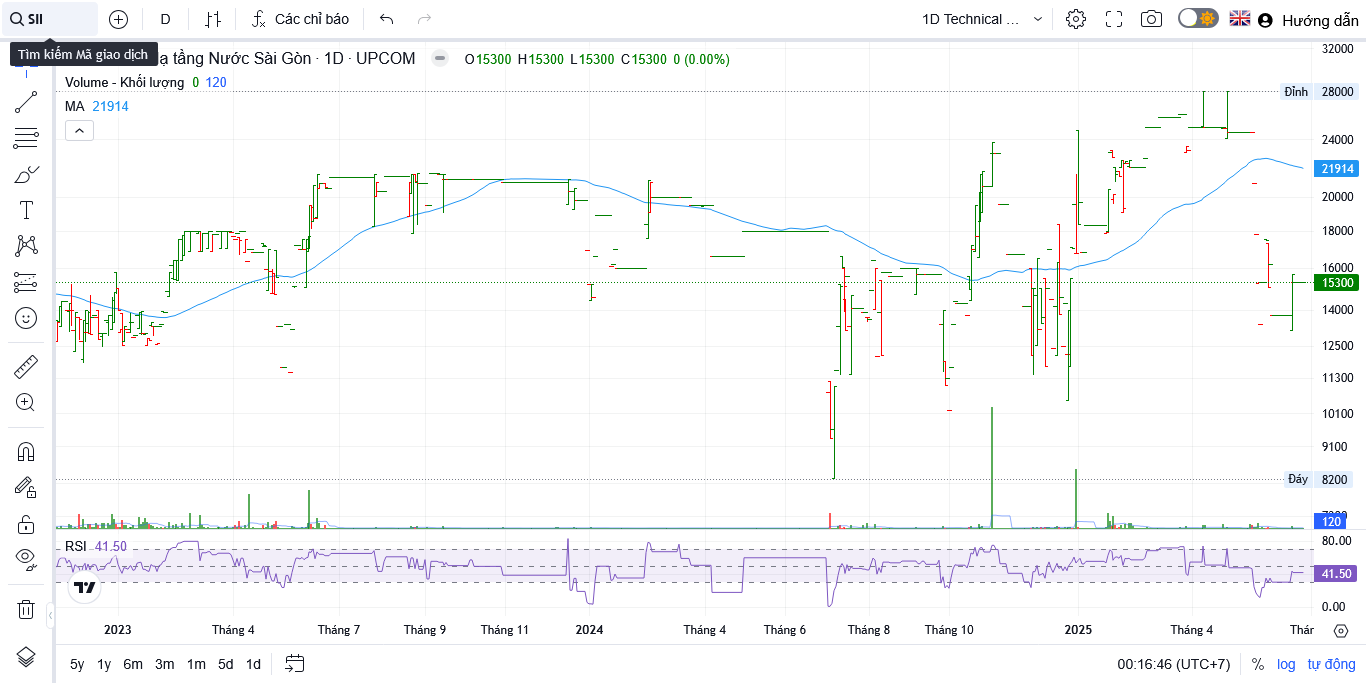 SII
D
Các chỉ báo
1D Technical ...
Hướng dẫn
Tìm kiếm Mã giao dịch
ạ tầng Nước Sài Gòn · 1D · UPCOM
O15300 H15300 L15300 C15300 0 (0.00%)
Volume - Khối lượng 0 120
MA 21914
32000
Đỉnh 28000
24000
21914
20000
18000
16000
15300
14000
12500
11300
10100
9100
Đáy 8200
120
RSI 41.50
80.00
41.50
0.00
2023 Tháng 4 Tháng 7 Tháng 9 Tháng 11 2024 Tháng 4 Tháng 6 Tháng 8 Tháng 10 2025 Tháng 4 Thár
5y 1y 6m 3m 1m 5d 1d
00:16:46 (UTC+7) % log tự động